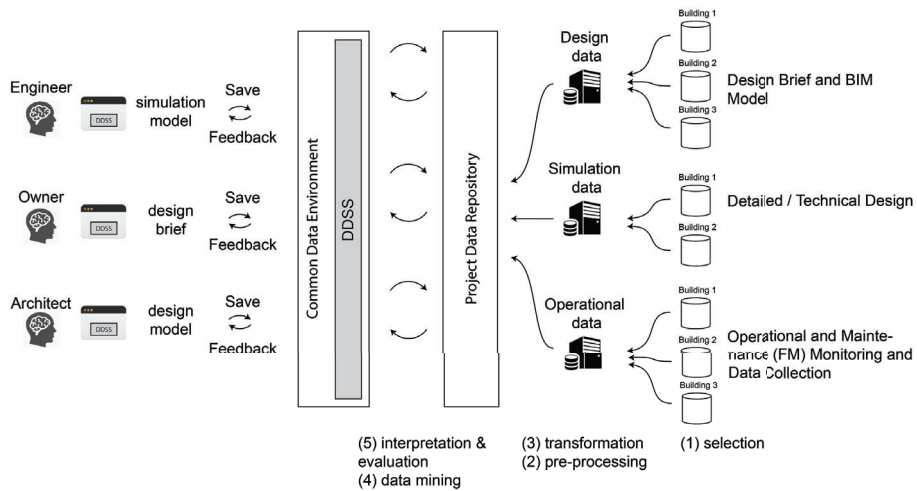 Engineer
DDSS
simulation
model
Save
Feedback
Owner
DDSS
design
brief
Save
Feedback
Architect
DDSS
design
model
Save
Feedback
Common Data Environment
DDSS
Project Data Repository
Design
data
Building 1
Building 2
Building 3
Design Brief and BIM
Model
Simulation
data
Building 1
Building 2
Detailed / Technical Design
Operational
data
Building 1
Building 2
Building 3
Operational and Mainte-
nance (FM) Monitoring and
Data Collection
(5) interpretation &
evaluation
(4) data mining
(3) transformation
(2) pre-processing
(1) selection